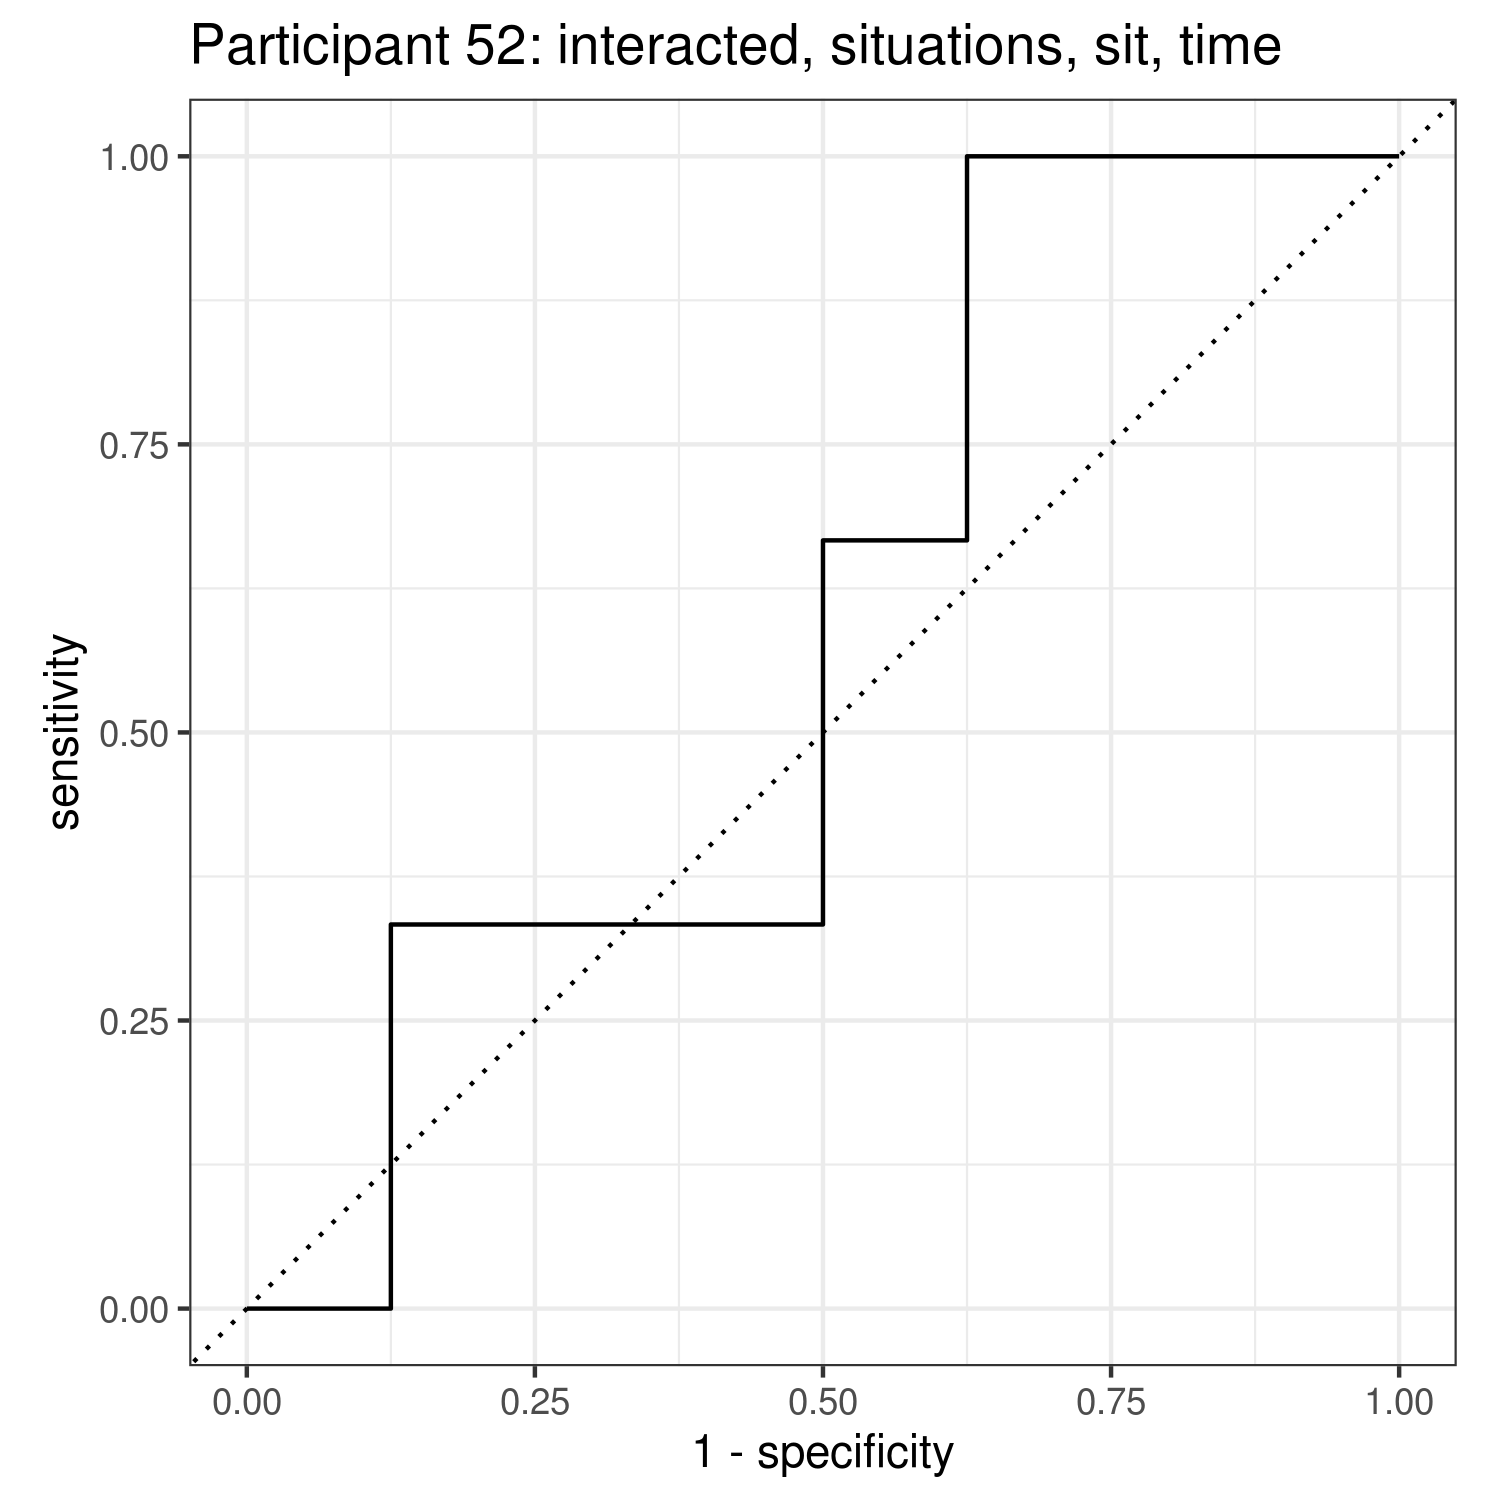 Participant 52: interacted, situations, sit, time
1.00
0.75
0.50
0.25
0.00
sensitivity
0.00 0.25 0.50 0.75 1.00
1 - specificity